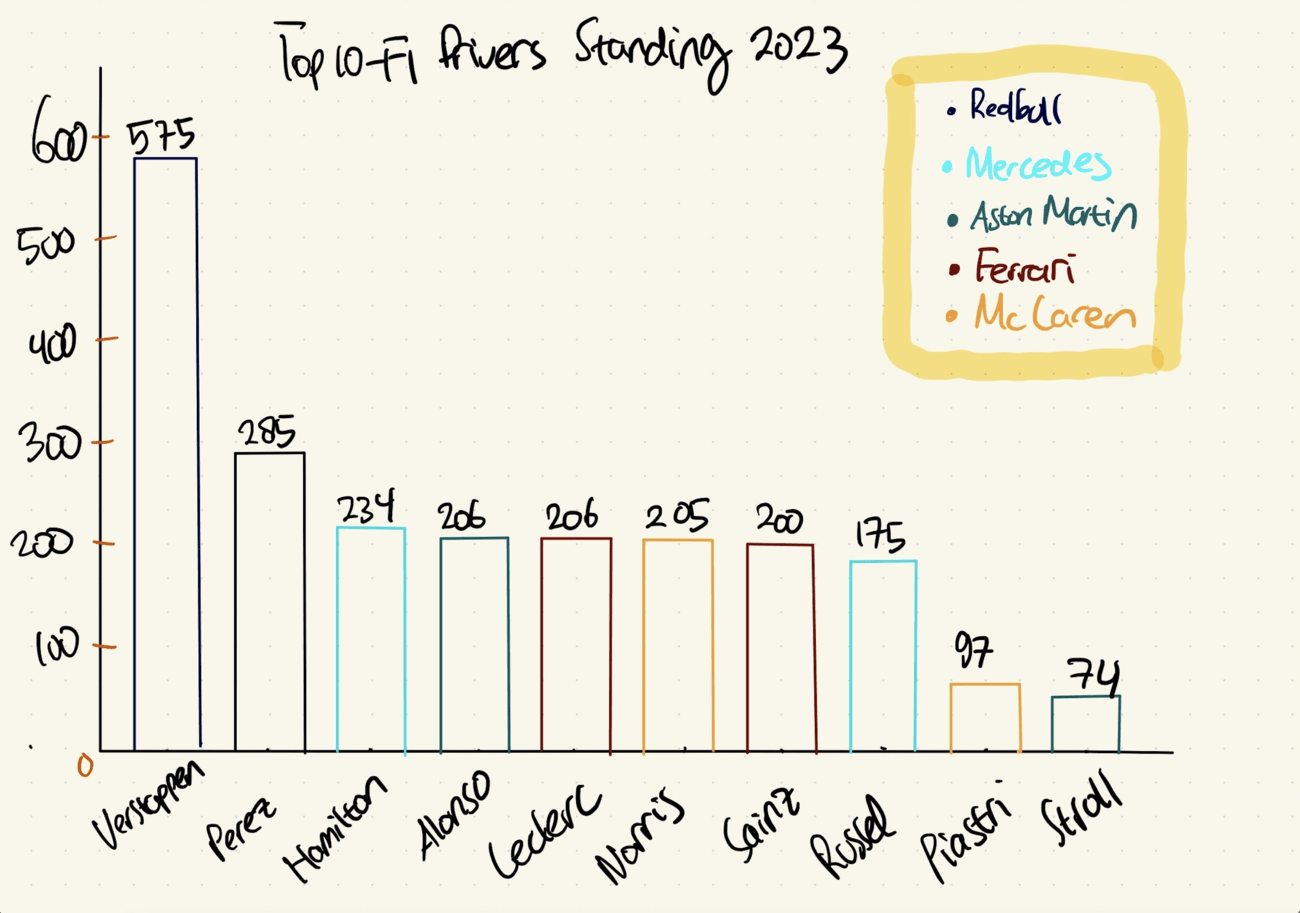 Top 10-F1 Drivers Standing 2023
• Redbull
• Mercedes
• Aston Martin
• Ferrari
• McLaren
600
500
400
300
200
100
0
575
285
234
206
206
205
200
175
97
74
Verstappen
Perez
Hamilton
Alonso
Leclerc
Norris
Sainz
Russel
Piastri
Stroll